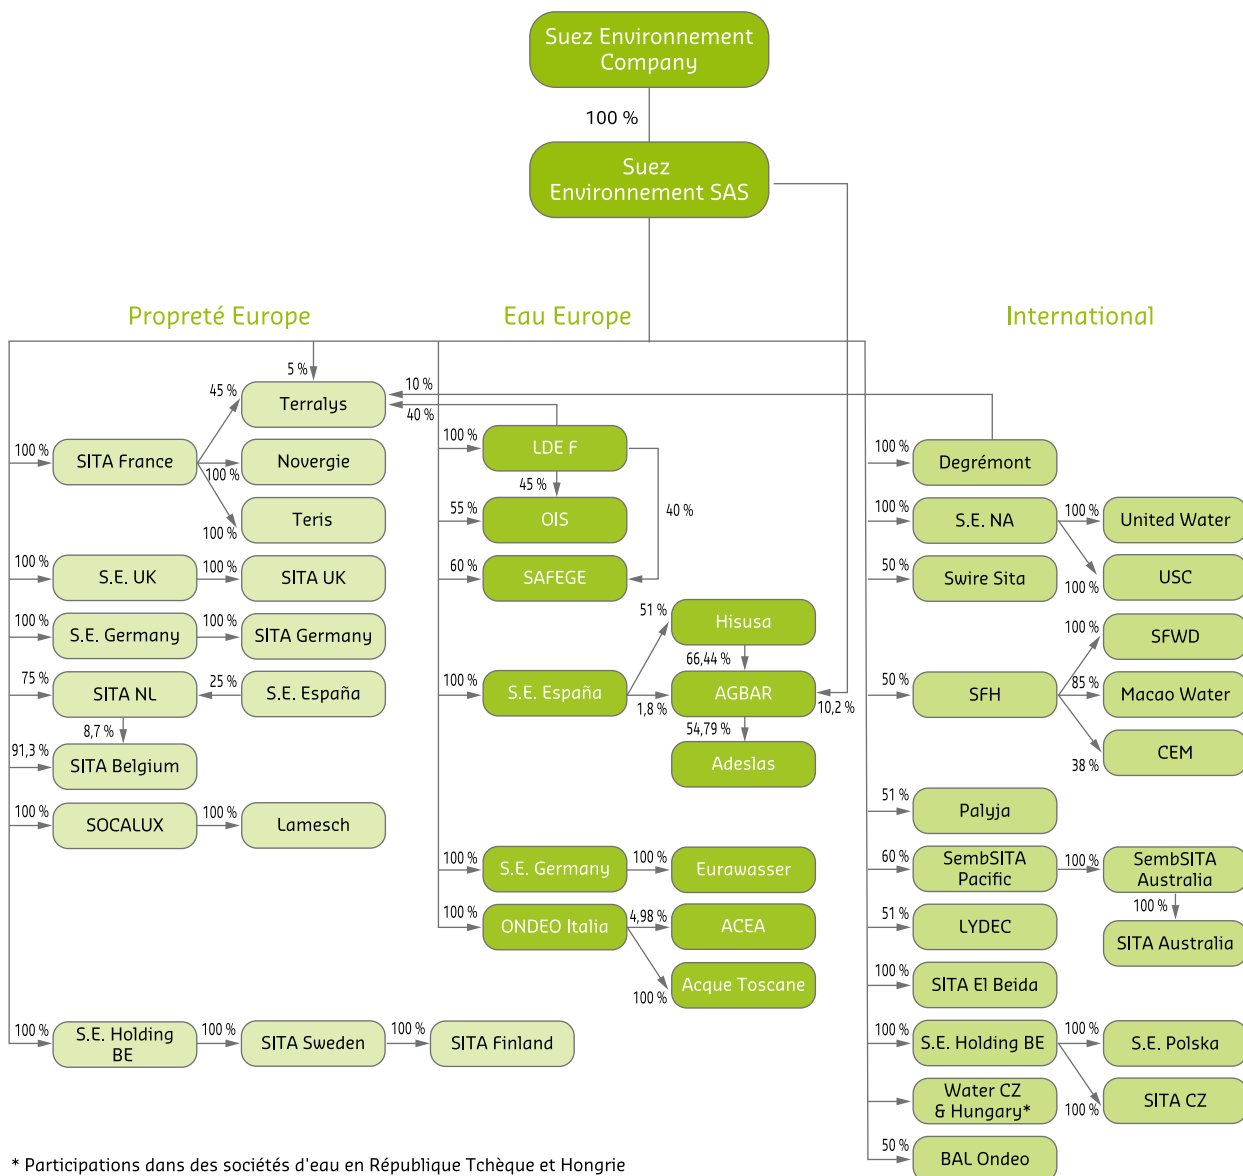 Suez Environnement
Company
100 %
Suez
Environnement SAS
Propreté Europe
Eau Europe
International
5 %
45 %
Terralys
10 %
40 %
100 %
SITA France
100 %
Novergie
100 %
Teris
100 %
S.E. UK
100 %
SITA UK
100 %
S.E. Germany
100 %
SITA Germany
75 %
SITA NL
25 %
S.E. España
8,7 %
91,3 %
SITA Belgium
100 %
SOCALUX
100 %
Lamesch
100 %
S.E. Holding
BE
100 %
SITA Sweden
100 %
SITA Finland
100 %
LDE F
45 %
40 %
55 %
OIS
60 %
SAFEGE
51 %
Hisusa
66,44 %
100 %
S.E. España
1,8 %
AGBAR
10,2 %
54,79 %
Adeslas
100 %
S.E. Germany
100 %
Eurawasser
100 %
ONDEO Italia
4,98 %
ACEA
100 %
Acque Toscane
100 %
Degrémont
100 %
S.E. NA
100 %
United Water
100 %
USC
50 %
Swire Sita
100 %
SFWD
50 %
SFH
85 %
Macao Water
38 %
CEM
51 %
Palyja
60 %
SembSITA
Pacific
100 %
SembSITA
Australia
100 %
SITA Australia
51 %
LYDEC
100 %
SITA El Beida
100 %
S.E. Holding BE
100 %
S.E. Polska
100 %
SITA CZ
Water CZ
& Hungary*
50 %
BAL Ondeo
* Participations dans des sociétés d'eau en République Tchèque et Hongrie